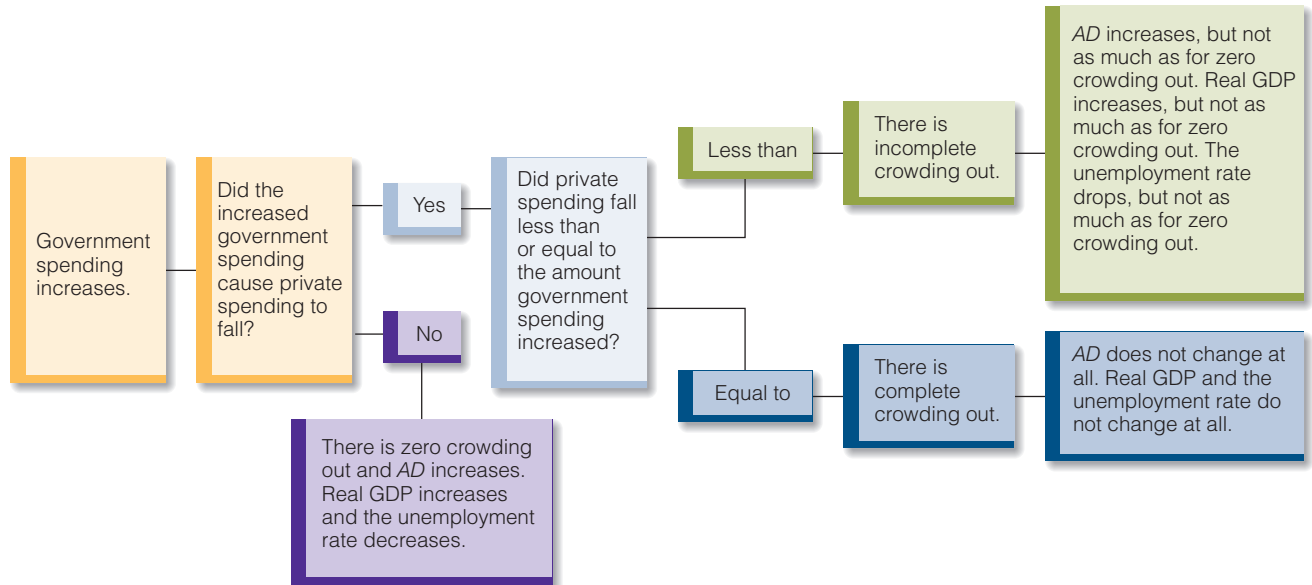 Government
spending
increases.
Did the
increased
government
spending
cause private
spending to
fall?
Yes
No
There is zero crowding
out and AD increases.
Real GDP increases
and the unemployment
rate decreases.
Did private
spending fall
less than
or equal to
the amount
government
spending
increased?
Less than
There is
incomplete
crowding out.
AD increases, but not
as much as for zero
crowding out. Real GDP
increases, but not as
much as for zero
crowding out. The
unemployment rate
drops, but not as
much as for zero
crowding out.
Equal to
There is
complete
crowding out.
AD does not change at
all. Real GDP and the
unemployment rate do
not change at all.